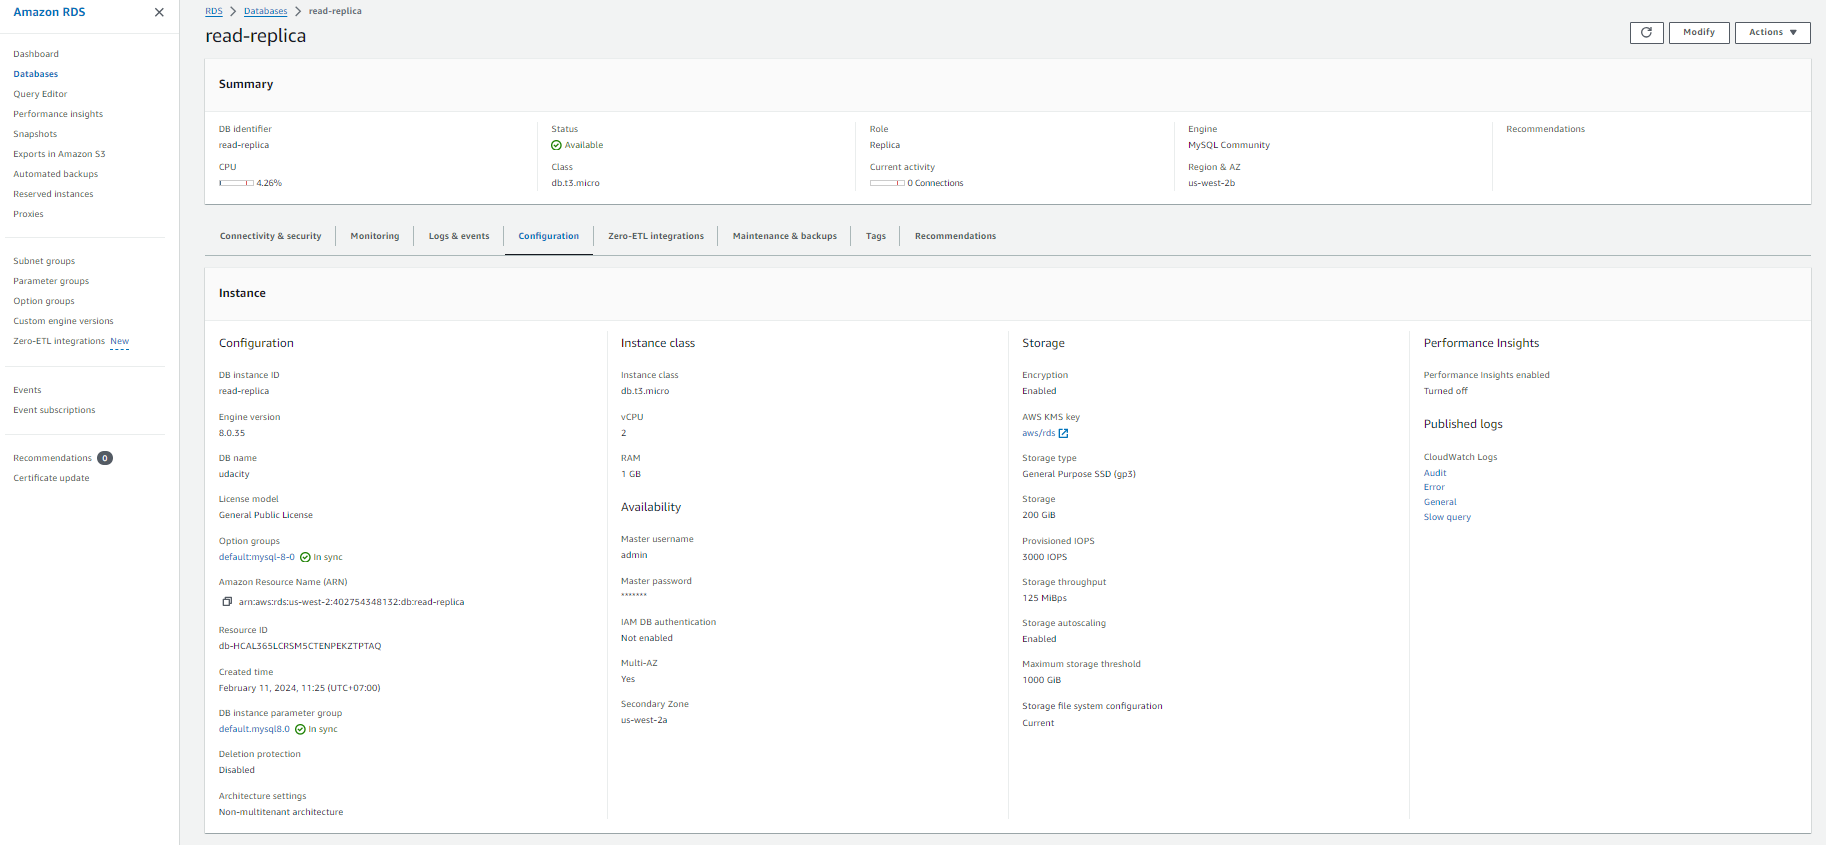 Amazon RDS
Dashboard
Databases
Query Editor
Performance insights
Snapshots
Exports in Amazon S3
Automated backups
Reserved instances
Proxies
Subnet groups
Parameter groups
Option groups
Custom engine versions
Zero-ETL integrations New
Events
Event subscriptions
Recommendations 0
Certificate update
RDS > Databases > read-replica
read-replica
Modify
Actions
Summary
DB identifier
read-replica
CPU
4.26%
Status
Available
Class
db.t3.micro
Role
Replica
Current activity
0 Connections
Engine
MySQL Community
Region & AZ
us-west-2b
Recommendations
Connectivity & security
Monitoring
Logs & events
Configuration
Zero-ETL integrations
Maintenance & backups
Tags
Recommendations
Instance
Configuration
DB instance ID
read-replica
Engine version
8.0.35
DB name
udacity
License model
General Public License
Option groups
default:mysql-8-0 In sync
Amazon Resource Name (ARN)
arn:aws:rds:us-west-2:402754348132:db:read-replica
Resource ID
db-HCAL365LCRSM5CTENPEKZTPTAQ
Created time
February 11, 2024, 11:25 (UTC+07:00)
DB instance parameter group
default.mysql8.0 In sync
Deletion protection
Disabled
Architecture settings
Non-multitenant architecture
Instance class
Instance class
db.t3.micro
vCPU
2
RAM
1 GB
Availability
Master username
admin
Master password
*******
IAM DB authentication
Not enabled
Multi-AZ
Yes
Secondary Zone
us-west-2a
Storage
Encryption
Enabled
AWS KMS key
aws/rds
Storage type
General Purpose SSD (gp3)
Storage
200 GiB
Provisioned IOPS
3000 IOPS
Storage throughput
125 MiBps
Storage autoscaling
Enabled
Maximum storage threshold
1000 GiB
Storage file system configuration
Current
Performance Insights
Performance Insights enabled
Turned off
Published logs
CloudWatch Logs
Audit
Error
General
Slow query